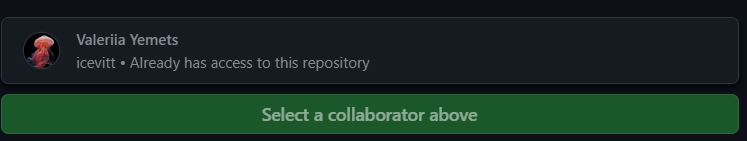 Valeriia Yemets
icevitt • Already has access to this repository
Select a collaborator above